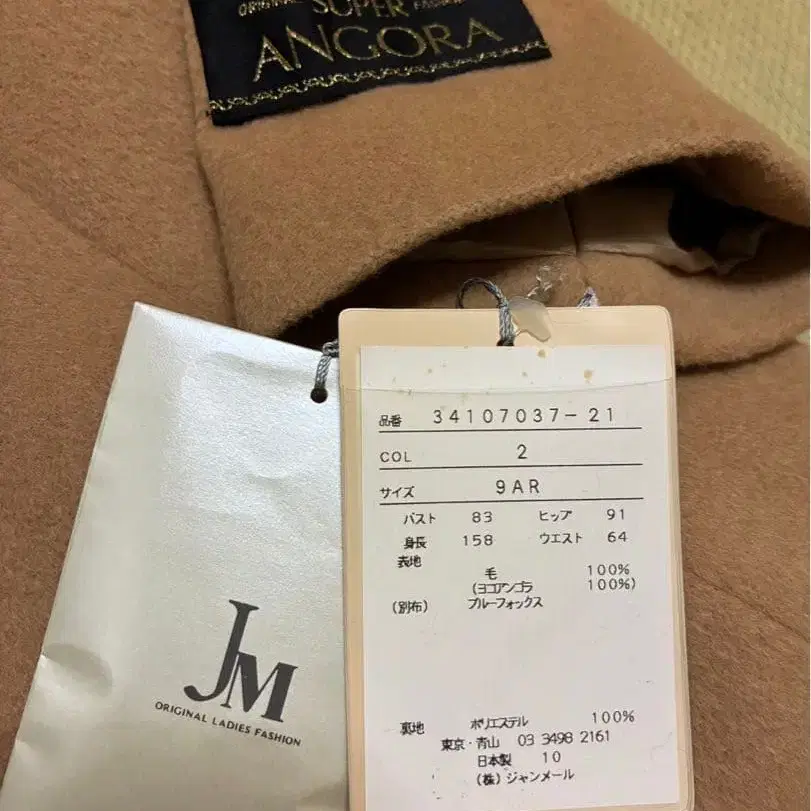 ORIGINAL SUPER FASHION
ANGORA
品番 34107037-21
COL 2
サイズ 9AR
バスト 83 ヒップ 91
身長 158 ウエスト 64
表地
毛 100%
(ヨコアンゴラ 100%)
(別布) ブルーフォックス
裏地 ポリエステル 100%
東京・青山 03 3498 2161
日本製 10
(株)ジャンメール
JM
ORIGINAL LADIES FASHION